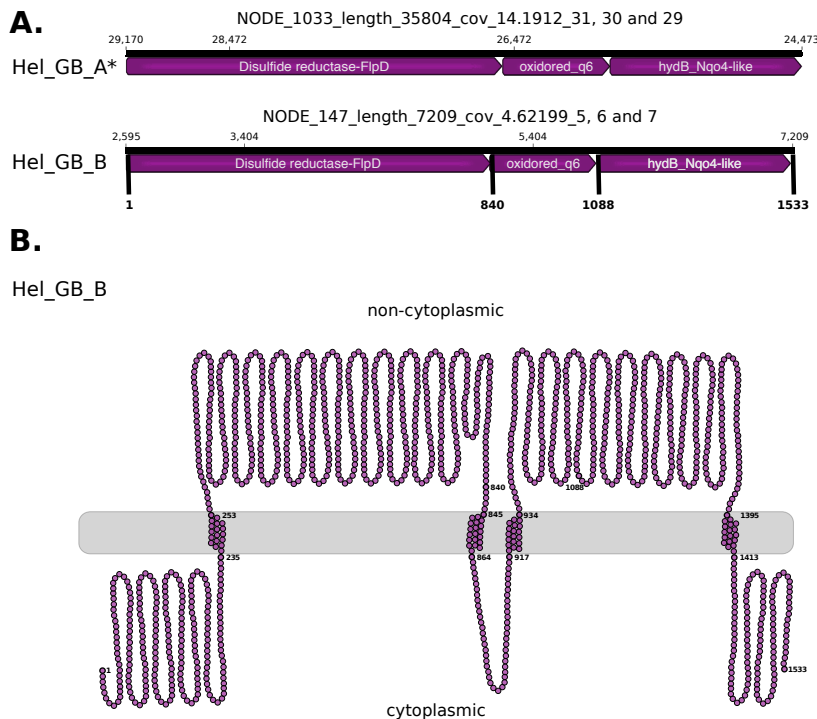 A.
NODE_1033_length_35804_cov_14.1912_31, 30 and 29
29,170 28,472 26,472 24,473
Hel_GB_A* Disulfide reductase-FlpD oxidored_q6 hydB_Nqo4-like
NODE_147_length_7209_cov_4.62199_5, 6 and 7
2,595 3,404 5,404 7,209
Hel_GB_B Disulfide reductase-FlpD oxidored_q6 hydB_Nqo4-like
1 840 1088 1533
B.
Hel_GB_B
non-cytoplasmic
840 1088
253 845 934 1395
235 864 917 1413
1 1533
cytoplasmic